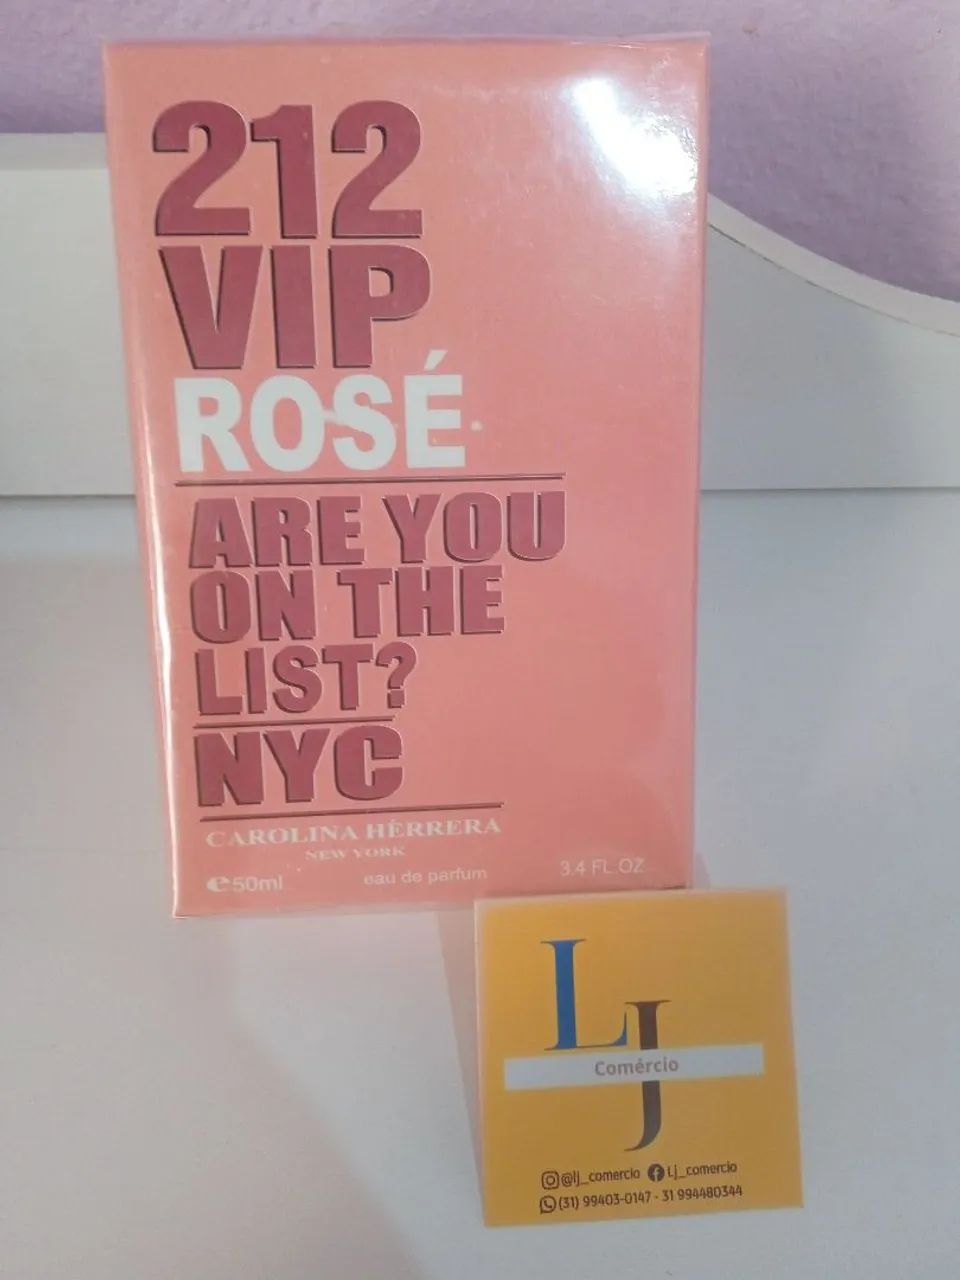 212
VIP
ROSÉ
ARE YOU
ON THE
LIST?
NYC
CAROLINA HÉRRERA
NEW YORK
℮50ml eau de parfum 3.4 FL OZ
LJ
Comércio
@lj_comercio Lj_comercio
(31) 99403-0147 - 31 994480344